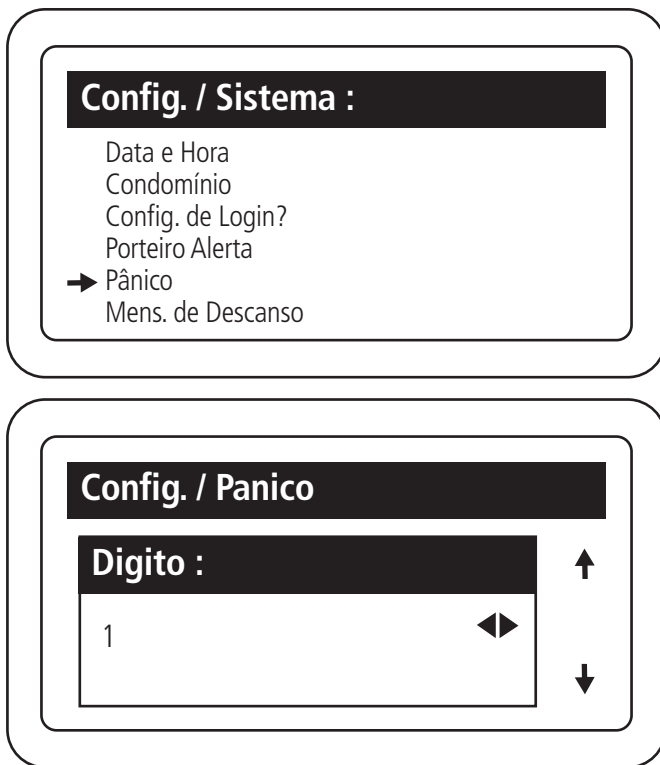 Config. / Sistema :
Data e Hora
Condomínio
Config. de Login?
Porteiro Alerta
Pânico
Mens. de Descanso
Config. / Panico
Digito :
1